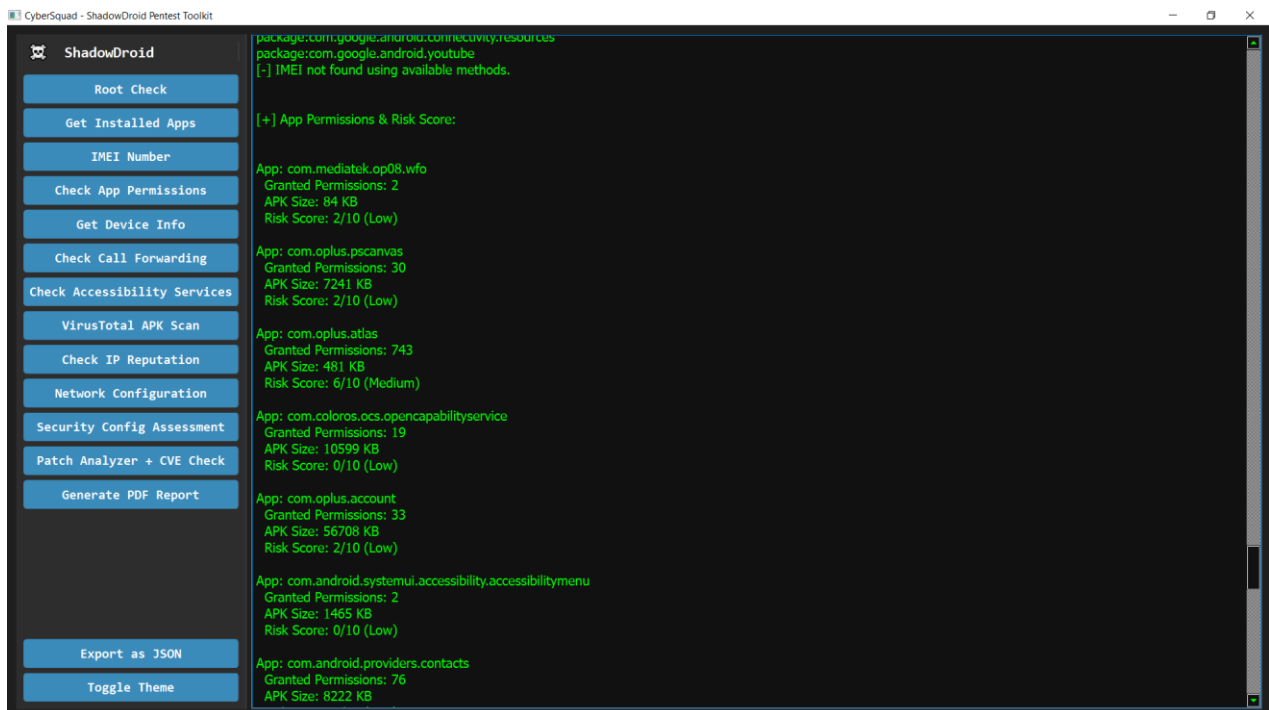 CyberSquad - ShadowDroid Pentest Toolkit
ShadowDroid
Root Check
Get Installed Apps
IMEI Number
Check App Permissions
Get Device Info
Check Call Forwarding
Check Accessibility Services
VirusTotal APK Scan
Check IP Reputation
Network Configuration
Security Config Assessment
Patch Analyzer + CVE Check
Generate PDF Report
Export as JSON
Toggle Theme
package:com.google.android.connectivity.resources
package:com.google.android.youtube
[-] IMEI not found using available methods.
[+] App Permissions & Risk Score:
App: com.mediatek.op08.wfo
Granted Permissions: 2
APK Size: 84 KB
Risk Score: 2/10 (Low)
App: com.oplus.pscanvas
Granted Permissions: 30
APK Size: 7241 KB
Risk Score: 2/10 (Low)
App: com.oplus.atlas
Granted Permissions: 743
APK Size: 481 KB
Risk Score: 6/10 (Medium)
App: com.coloros.ocs.opencapabilityservice
Granted Permissions: 19
APK Size: 10599 KB
Risk Score: 0/10 (Low)
App: com.oplus.account
Granted Permissions: 33
APK Size: 56708 KB
Risk Score: 2/10 (Low)
App: com.android.systemui.accessibility.accessibilitymenu
Granted Permissions: 2
APK Size: 1465 KB
Risk Score: 0/10 (Low)
App: com.android.providers.contacts
Granted Permissions: 76
APK Size: 8222 KB